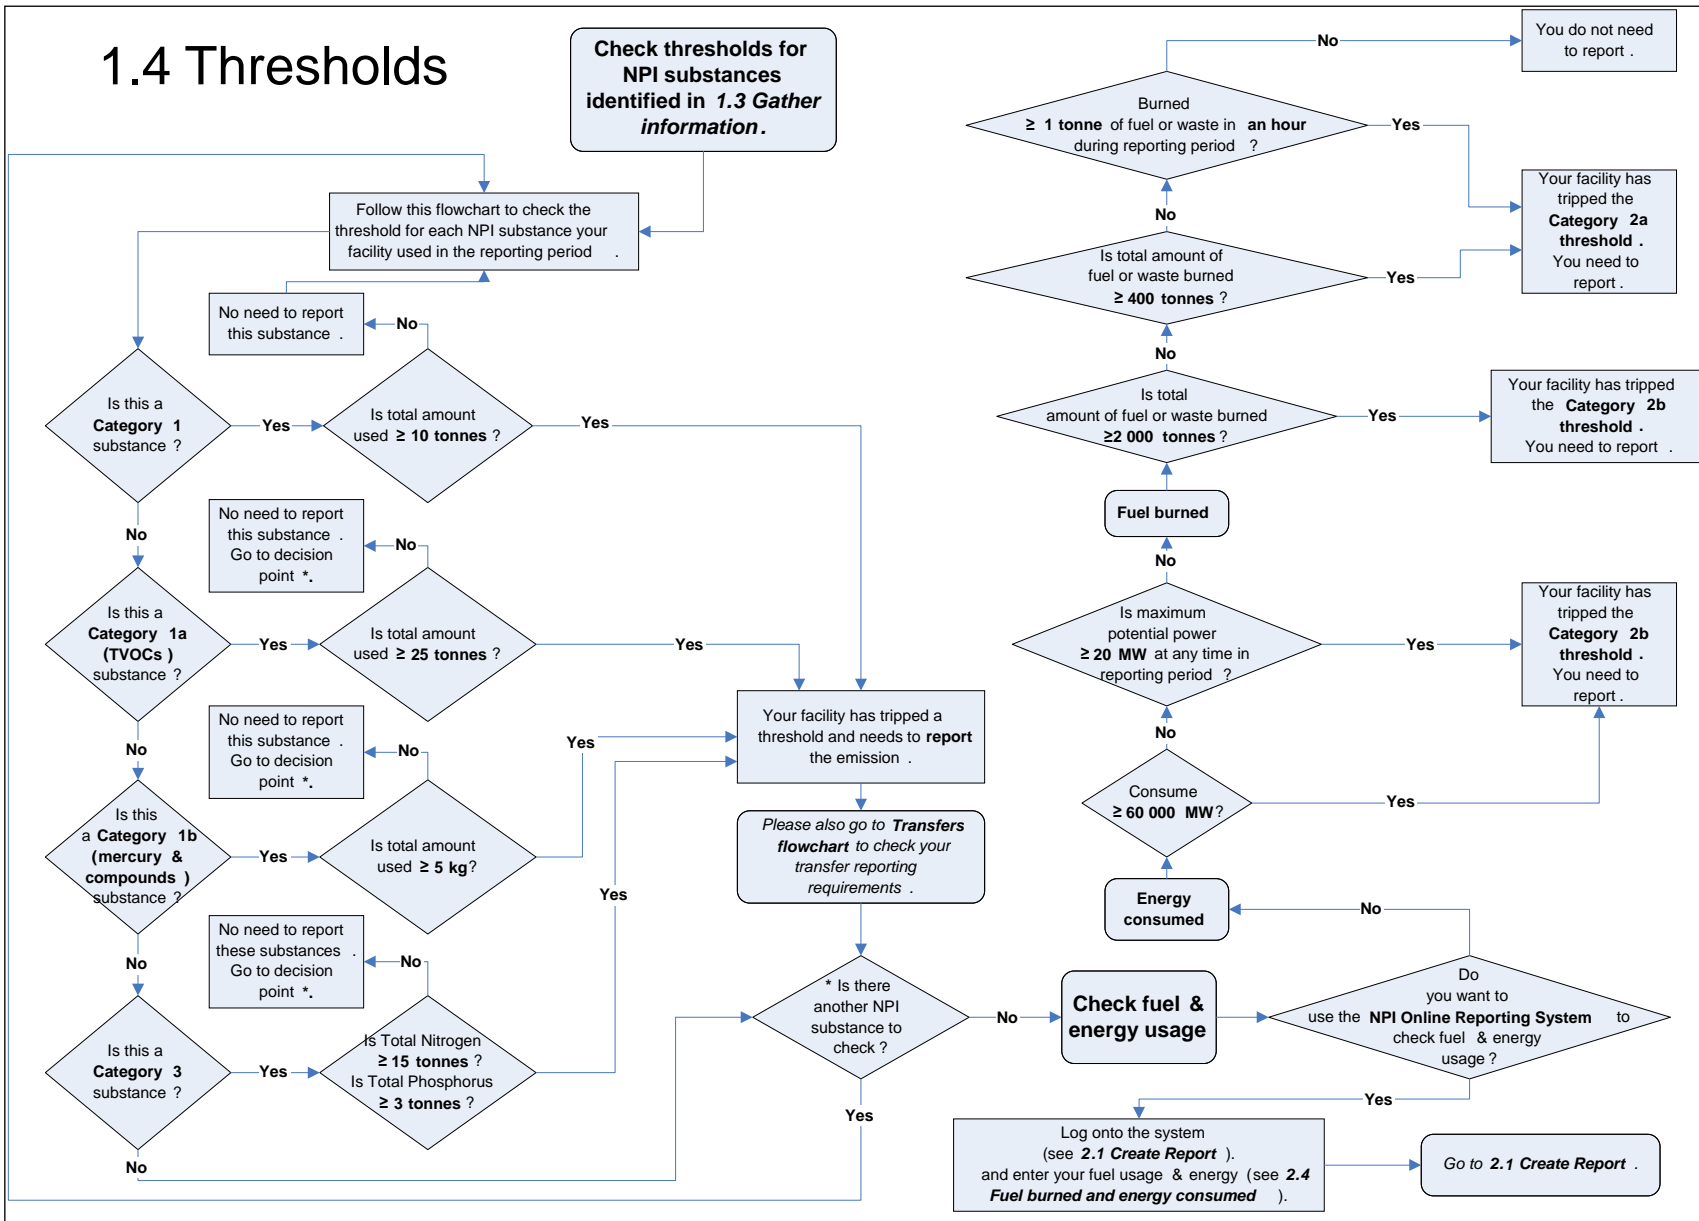 1.4 Thresholds
Check thresholds for
NPI substances
identified in 1.3 Gather
information .
Follow this flowchart to check the
threshold for each NPI substance your
facility used in the reporting period .
No need to report
this substance .
No
Is this a
Category 1
substance ?
Yes
Is total amount
used ≥ 10 tonnes ?
Yes
No
No need to report
this substance .
Go to decision
point *.
No
Is this a
Category 1a
(TVOCs )
substance ?
Yes
Is total amount
used ≥ 25 tonnes ?
Yes
No
No need to report
this substance .
Go to decision
point *.
No
Is this
a Category 1b
(mercury &
compounds )
substance ?
Yes
Is total amount
used ≥ 5 kg?
Yes
No
No need to report
these substances .
Go to decision
point *.
No
Is this a
Category 3
substance ?
Yes
Is Total Nitrogen
≥ 15 tonnes ?
Is Total Phosphorus
≥ 3 tonnes ?
Yes
No
Your facility has tripped a
threshold and needs to report
the emission .
Please also go to Transfers
flowchart to check your
transfer reporting
requirements .
* Is there
another NPI
substance to
check ?
Yes
No
Check fuel &
energy usage
Do
you want to
use the NPI Online Reporting System to
check fuel & energy
usage ?
Yes
Log onto the system
(see 2.1 Create Report ).
and enter your fuel usage & energy (see 2.4
Fuel burned and energy consumed ).
Go to 2.1 Create Report .
No
Energy
consumed
Consume
≥ 60 000 MW?
Yes
No
Is maximum
potential power
≥ 20 MW at any time in
reporting period ?
Yes
Your facility has
tripped the
Category 2b
threshold .
You need to
report .
No
Fuel burned
Is total
amount of fuel or waste burned
≥2 000 tonnes ?
Yes
Your facility has tripped
the Category 2b
threshold .
You need to report .
No
Is total amount of
fuel or waste burned
≥ 400 tonnes ?
Yes
No
Burned
≥ 1 tonne of fuel or waste in an hour
during reporting period ?
Yes
Your facility has
tripped the
Category 2a
threshold .
You need to
report .
No
You do not need
to report .